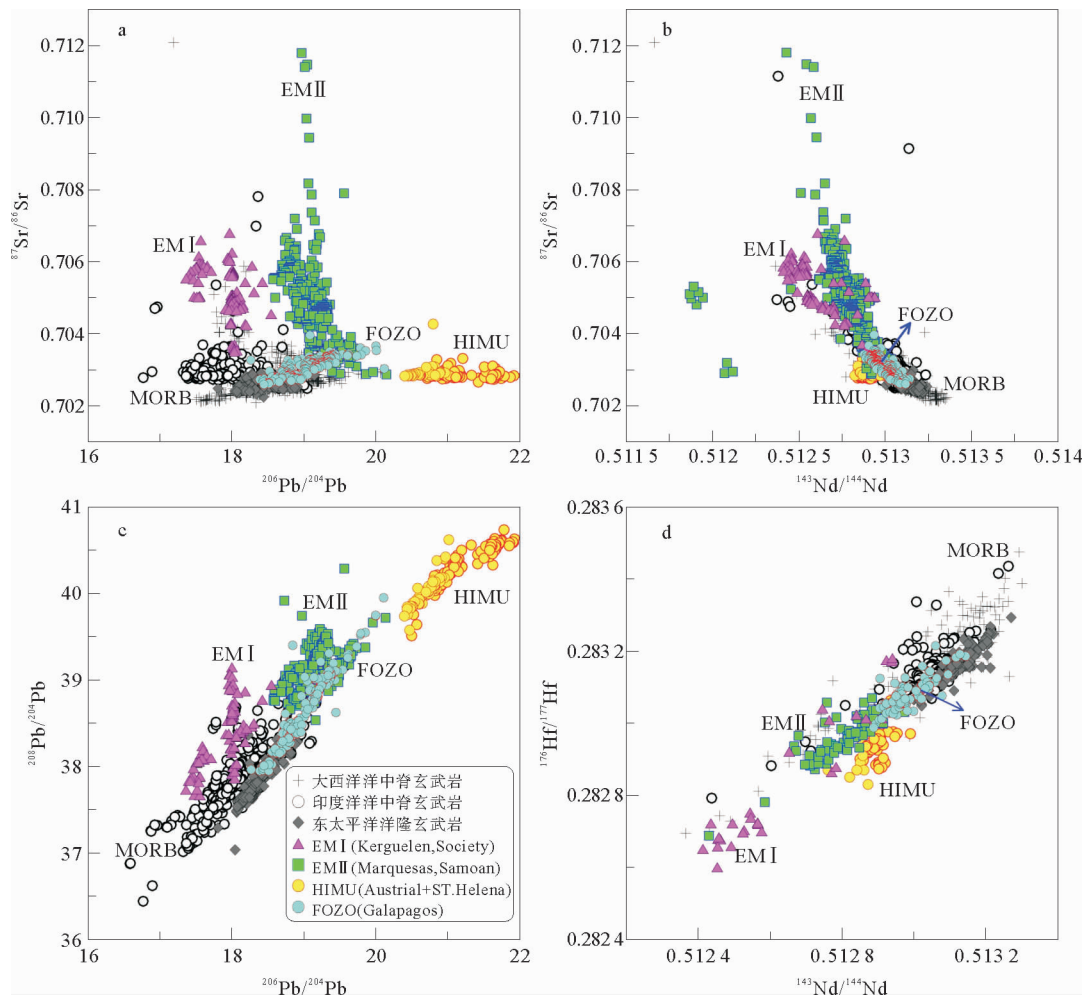 a
0.712
0.710
0.708
0.706
0.704
0.702
⁸⁷Sr/⁸⁶Sr
EMⅡ
EMⅠ
FOZO
HIMU
MORB
16
18
20
22
²⁰⁶Pb/²⁰⁴Pb
b
0.712
0.710
0.708
0.706
0.704
0.702
⁸⁷Sr/⁸⁶Sr
EMⅡ
EMⅠ
FOZO
HIMU
MORB
0.511 5
0.512
0.512 5
0.513
0.513 5
0.514
¹⁴³Nd/¹⁴⁴Nd
c
41
40
39
38
37
36
²⁰⁸Pb/²⁰⁴Pb
HIMU
EMⅡ
EMⅠ
FOZO
MORB
大西洋洋中脊玄武岩
印度洋洋中脊玄武岩
东太平洋洋隆玄武岩
EMⅠ(Kerguelen,Society)
EMⅡ(Marquesas,Samoan)
HIMU(Austrial+ST.Helena)
FOZO(Galapagos)
16
18
20
22
²⁰⁶Pb/²⁰⁴Pb
d
0.283 6
0.283 2
0.282 8
0.282 4
¹⁷⁶Hf/¹⁷⁷Hf
MORB
EMⅡ
FOZO
HIMU
EMⅠ
0.512 4
0.512 8
0.513 2
¹⁴³Nd/¹⁴⁴Nd